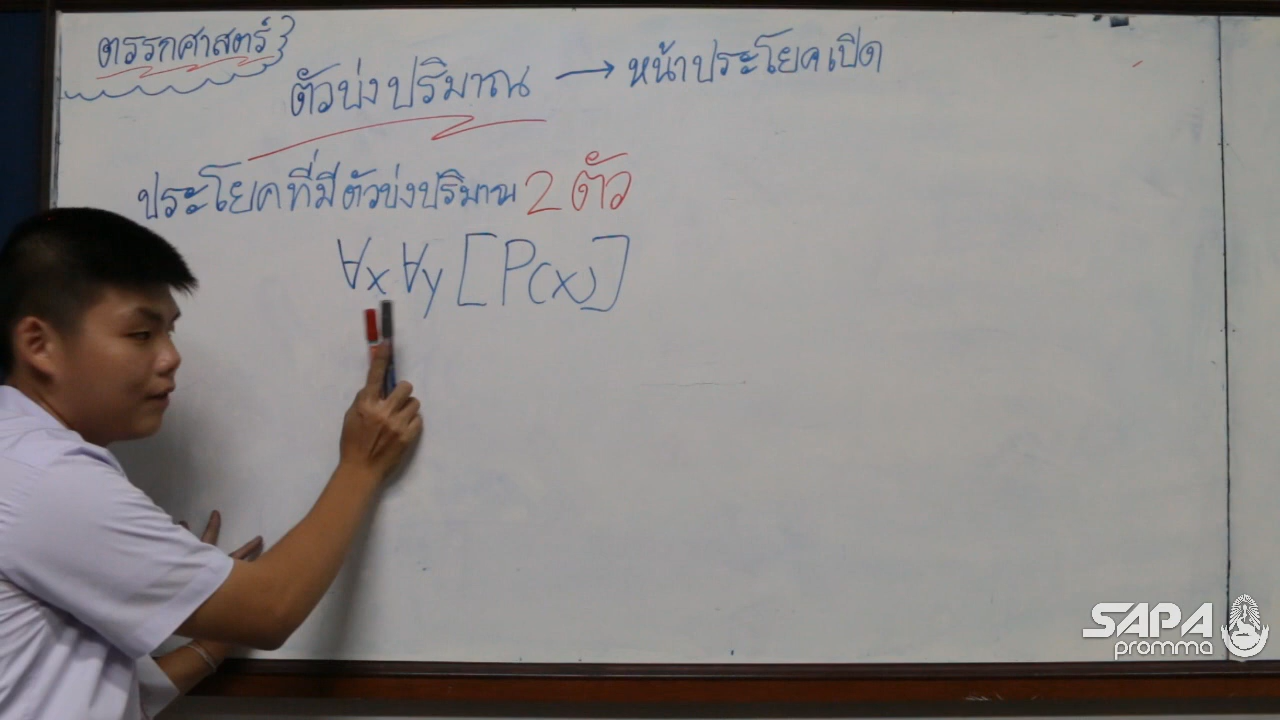 ตรรกศาสตร์
ตัวบ่งปริมาณ → หน้าประโยคเปิด
ประโยคที่มีตัวบ่งปริมาณ 2 ตัว
∀x ∀y [P(x)]
SAPA
promma